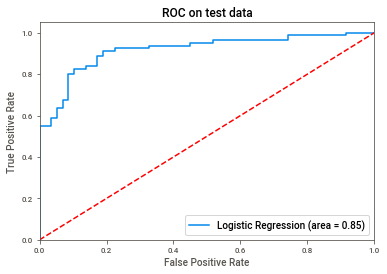 ROC on test data
True Positive Rate
1.0
0.8
0.6
0.4
0.2
0.0
Logistic Regression (area = 0.85)
0.0 0.2 0.4 0.6 0.8 1.0
False Positive Rate